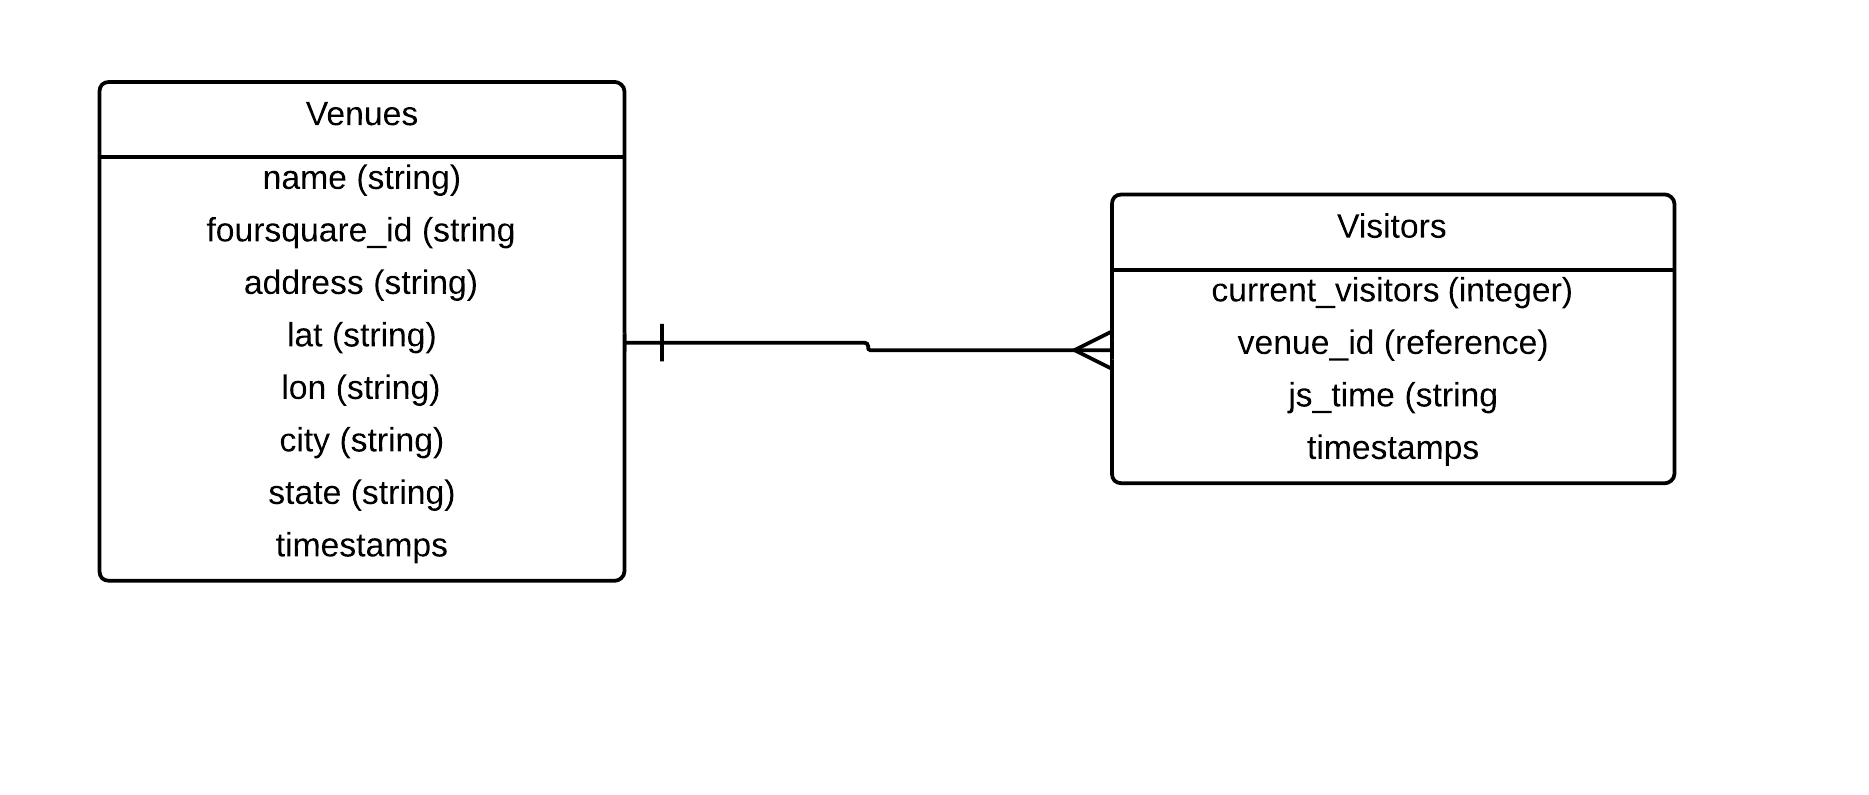 Venues
name (string)
foursquare_id (string
address (string)
lat (string)
lon (string)
city (string)
state (string)
timestamps
Visitors
current_visitors (integer)
venue_id (reference)
js_time (string
timestamps